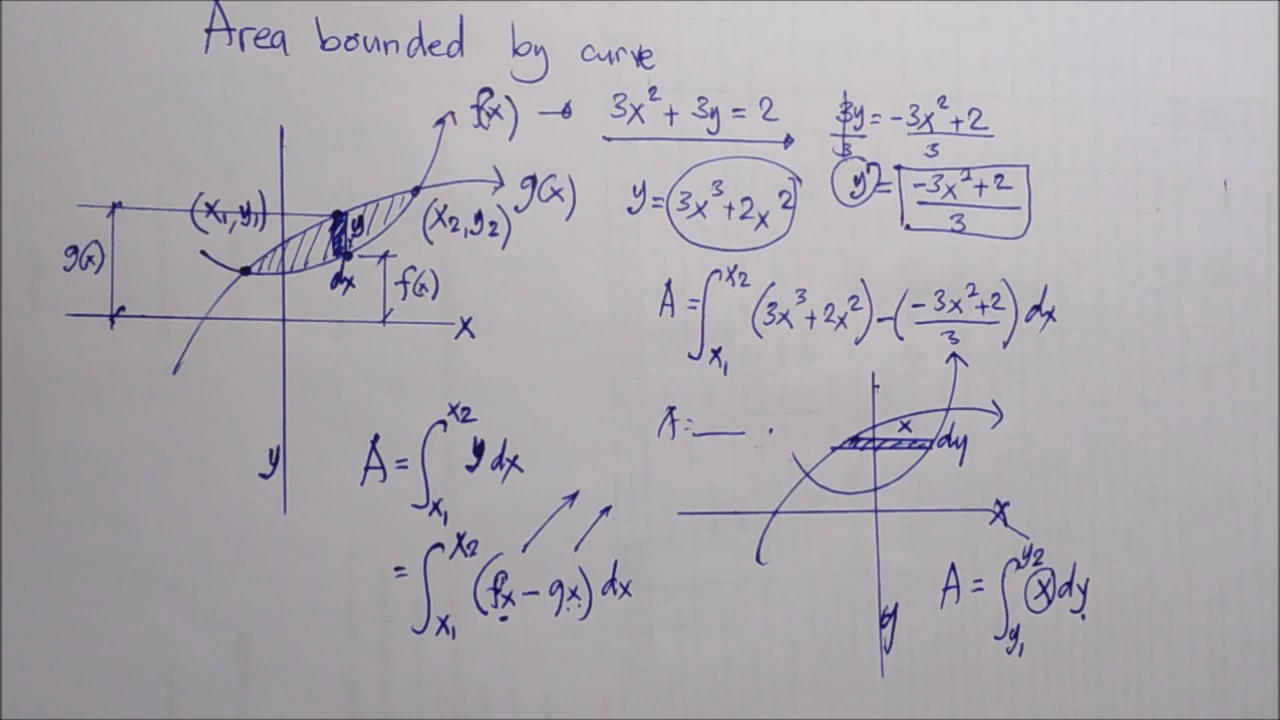 Area bounded by curve
f(x) → 3x² + 3y = 2
3y = -3x² + 2
3 3
g(x)
y = 3x³ + 2x²
y = -3x² + 2
3
(x₁, y₁)
(x₂, y₂)
g(x)
y
dx
f(x)
x
y
A = ∫ x₁ x₂ (3x³ + 2x²) - (-3x² + 2 / 3) dx
A = __ .
A = ∫ x₁ x₂ y dx
= ∫ x₁ x₂ (fx - gx) dx
x
dy
x
y
A = ∫ y₁ y₂ x dy